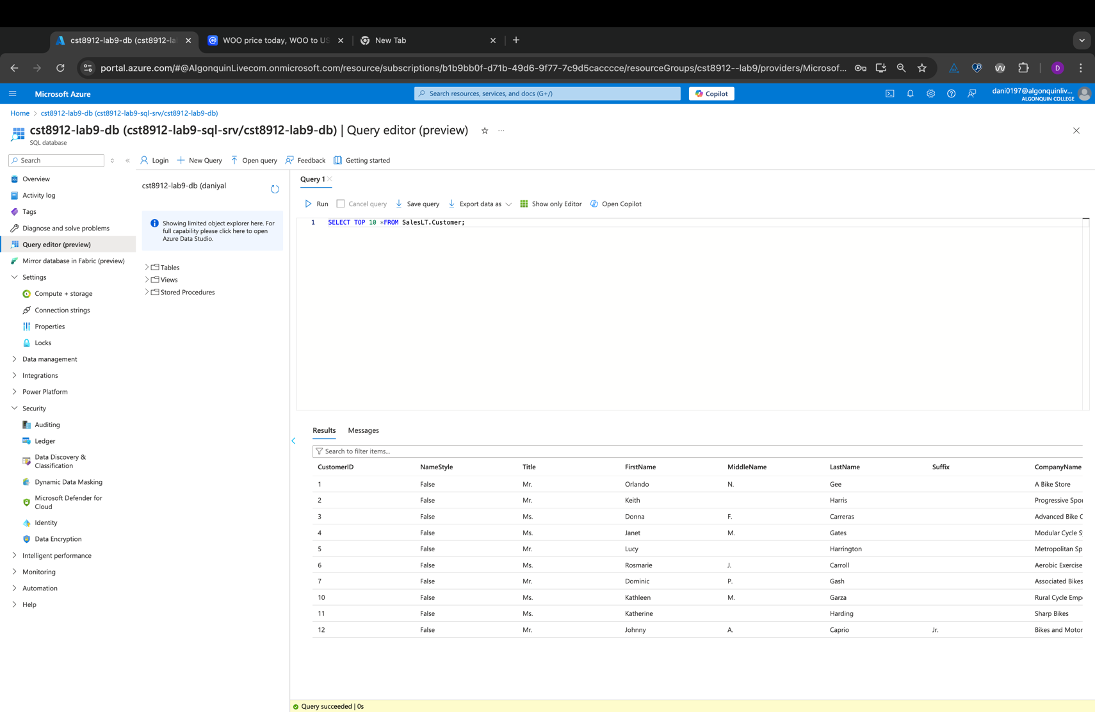 cst8912-lab9-db (cst8912-la
WOO price today, WOO to US
New Tab
portal.azure.com/#@AlgonquinLivecom.onmicrosoft.com/resource/subscriptions/b1b9bb0f-d71b-49d6-9f77-7c9d5cacccce/resourceGroups/cst8912--lab9/providers/Microsof...
D
Microsoft Azure
Search resources, services, and docs (G+/)
Copilot
dani0197@algonquinliv...
ALGONQUIN COLLEGE
Home > cst8912-lab9-db (cst8912-lab9-sql-srv/cst8912-lab9-db)
cst8912-lab9-db (cst8912-lab9-sql-srv/cst8912-lab9-db) | Query editor (preview)
SQL database
Search
Login
New Query
Open query
Feedback
Getting started
Overview
Activity log
Tags
Diagnose and solve problems
Query editor (preview)
Mirror database in Fabric (preview)
Settings
Compute + storage
Connection strings
Properties
Locks
Data management
Integrations
Power Platform
Security
Auditing
Ledger
Data Discovery &
Classification
Dynamic Data Masking
Microsoft Defender for
Cloud
Identity
Data Encryption
Intelligent performance
Monitoring
Automation
Help
cst8912-lab9-db (daniyal
Showing limited object explorer here. For
full capability please click here to open
Azure Data Studio.
Tables
Views
Stored Procedures
Query 1
Run
Cancel query
Save query
Export data as
Show only Editor
Open Copilot
1 SELECT TOP 10 *FROM SalesLT.Customer;
Results Messages
Search to filter items...
CustomerID NameStyle Title FirstName MiddleName LastName Suffix CompanyName
1 False Mr. Orlando N. Gee A Bike Store
2 False Mr. Keith Harris Progressive Spor
3 False Ms. Donna F. Carreras Advanced Bike C
4 False Ms. Janet M. Gates Modular Cycle S
5 False Mr. Lucy Harrington Metropolitan Sp
6 False Ms. Rosmarie J. Carroll Aerobic Exercise
7 False Mr. Dominic P. Gash Associated Bikes
10 False Ms. Kathleen M. Garza Rural Cycle Emp
11 False Ms. Katherine Harding Sharp Bikes
12 False Mr. Johnny A. Caprio Jr. Bikes and Motor
Query succeeded | 0s